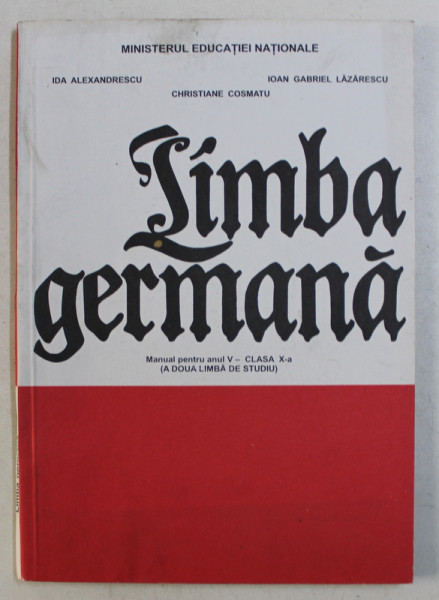 MINISTERUL EDUCAȚIEI NAȚIONALE
IDA ALEXANDRESCU
IOAN GABRIEL LĂZĂRESCU
CHRISTIANE COSMATU
Limba
germană
Manual pentru anul V – CLASA X-a
(A DOUA LIMBĂ DE STUDIU)